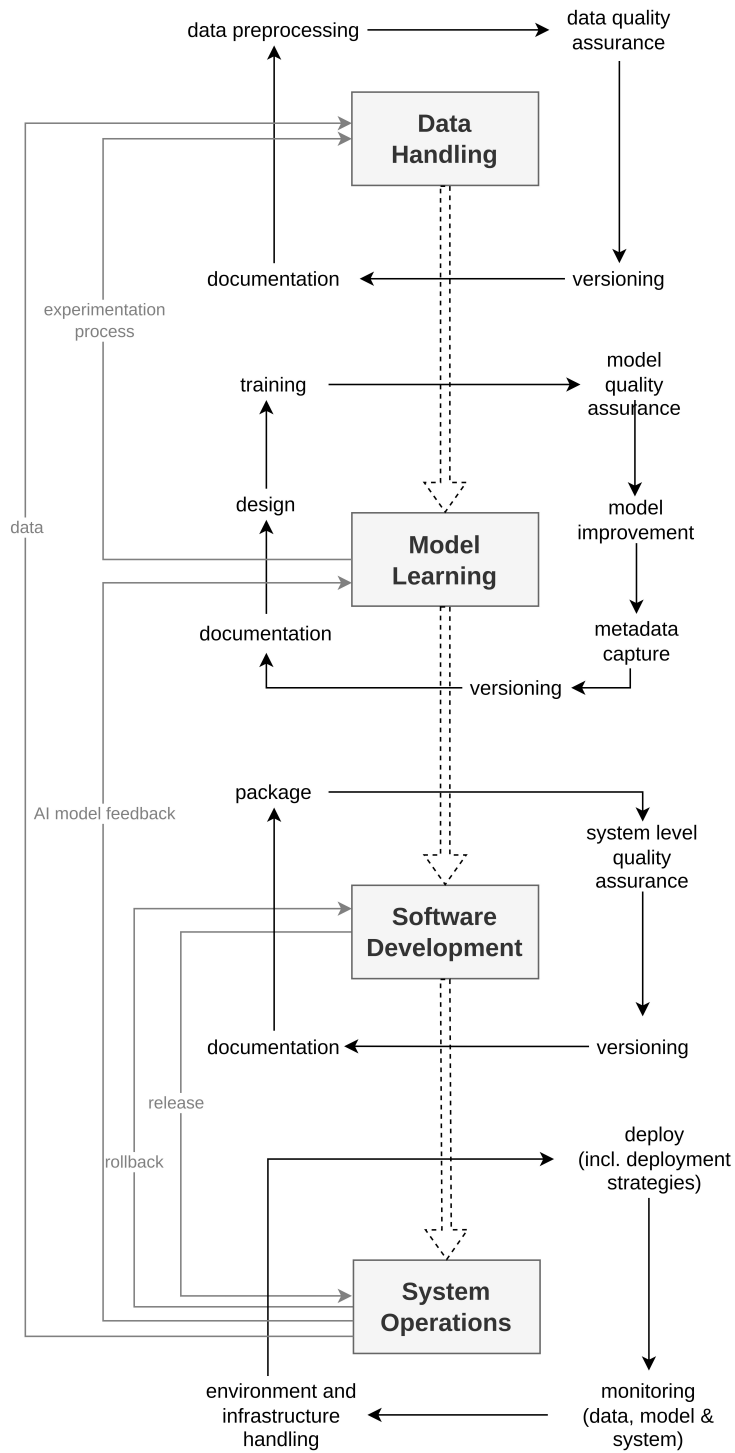 data preprocessing
data quality
assurance
Data
Handling
documentation
versioning
experimentation
process
training
model
quality
assurance
data
design
Model
Learning
model
improvement
documentation
metadata
capture
versioning
package
AI model feedback
system level
quality
assurance
Software
Development
documentation
versioning
release
rollback
deploy
(incl. deployment
strategies)
System
Operations
environment and
infrastructure
handling
monitoring
(data, model &
system)